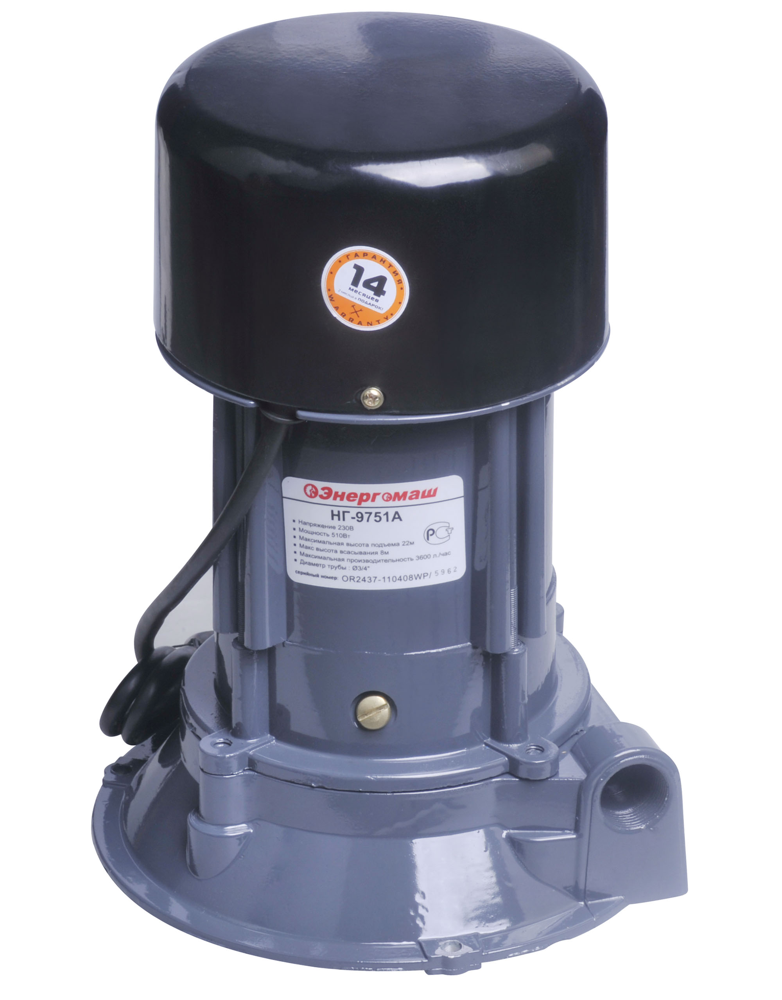 ГАРАНТИЯ
14
месяцев
2 месяца в ПОДАРОК!
WARRANTY
Энергомаш
НГ-9751А
Напряжение 230В
Мощность 510Вт
Максимальная высота подъема 22м
Макс высота всасывания 8м
Максимальная производительность 3600 л./час
Диаметр трубы : Ø3/4"
РСТ
серийный номер: OR2437-110408WP/ 5962